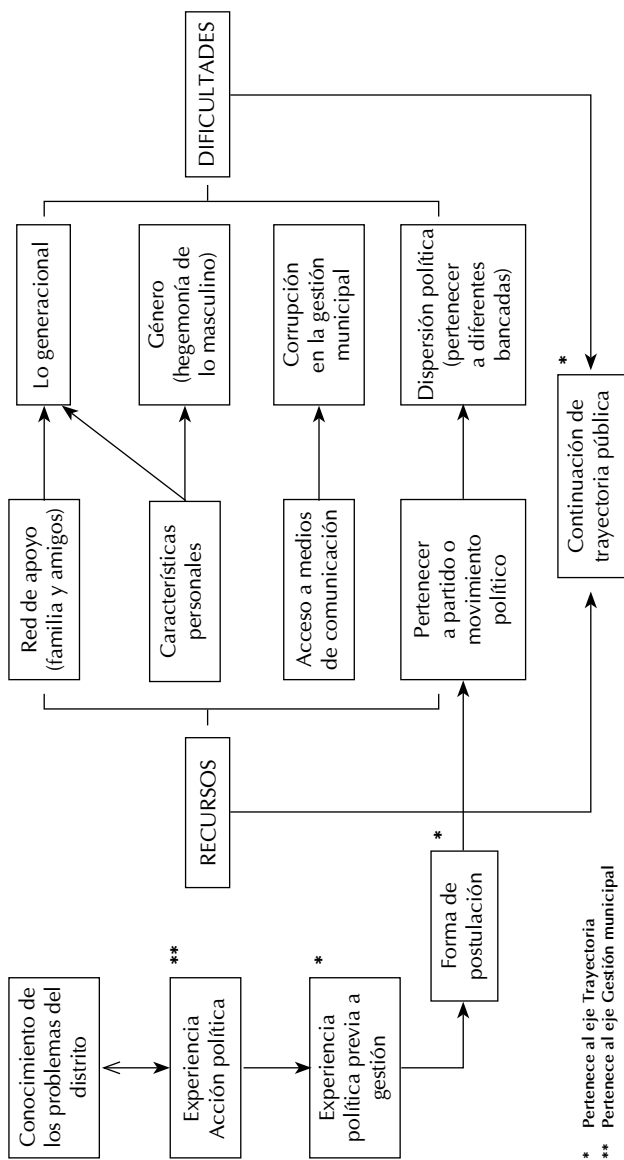 Conocimiento de
los problemas del
distrito
**
Experiencia
Acción política
*
Experiencia
política previa a
gestión
*
Forma de
postulación
RECURSOS
Red de apoyo
(familia y amigos)
Características
personales
Acceso a medios
de comunicación
Pertenecer
a partido o
movimiento
político
Lo generacional
Género
(hegemonía de
lo masculino)
Corrupción
en la gestión
municipal
Dispersión política
(pertenecer
a diferentes
bancadas)
DIFICULTADES
*
Continuación de
trayectoria pública
* Pertenece al eje Trayectoria
** Pertenece al eje Gestión municipal